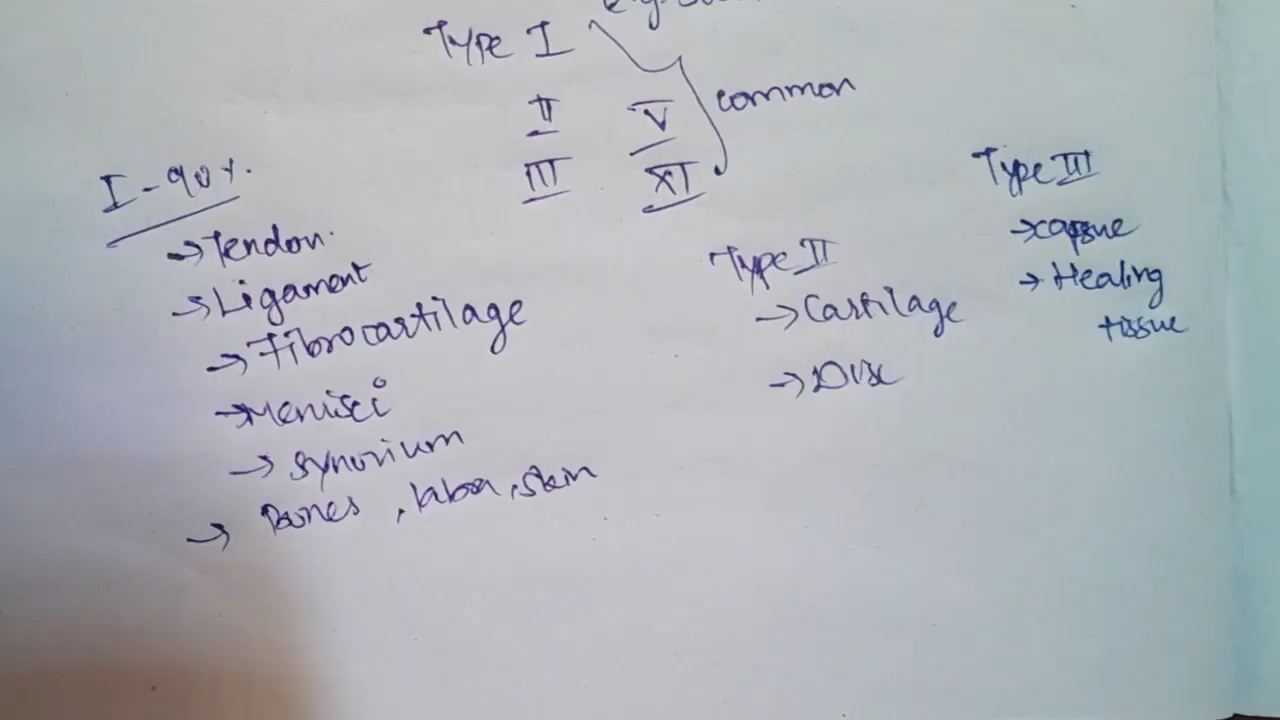 Type I
II V common
III XI
I - 90%.
→ Tendon.
→ Ligament
→ Fibrocartilage
→ Menisci
→ synovium
→ Bones, labra, skin
Type II
→ Cartilage
→ Disc
Type III
→ capsue
→ Healing
tissue